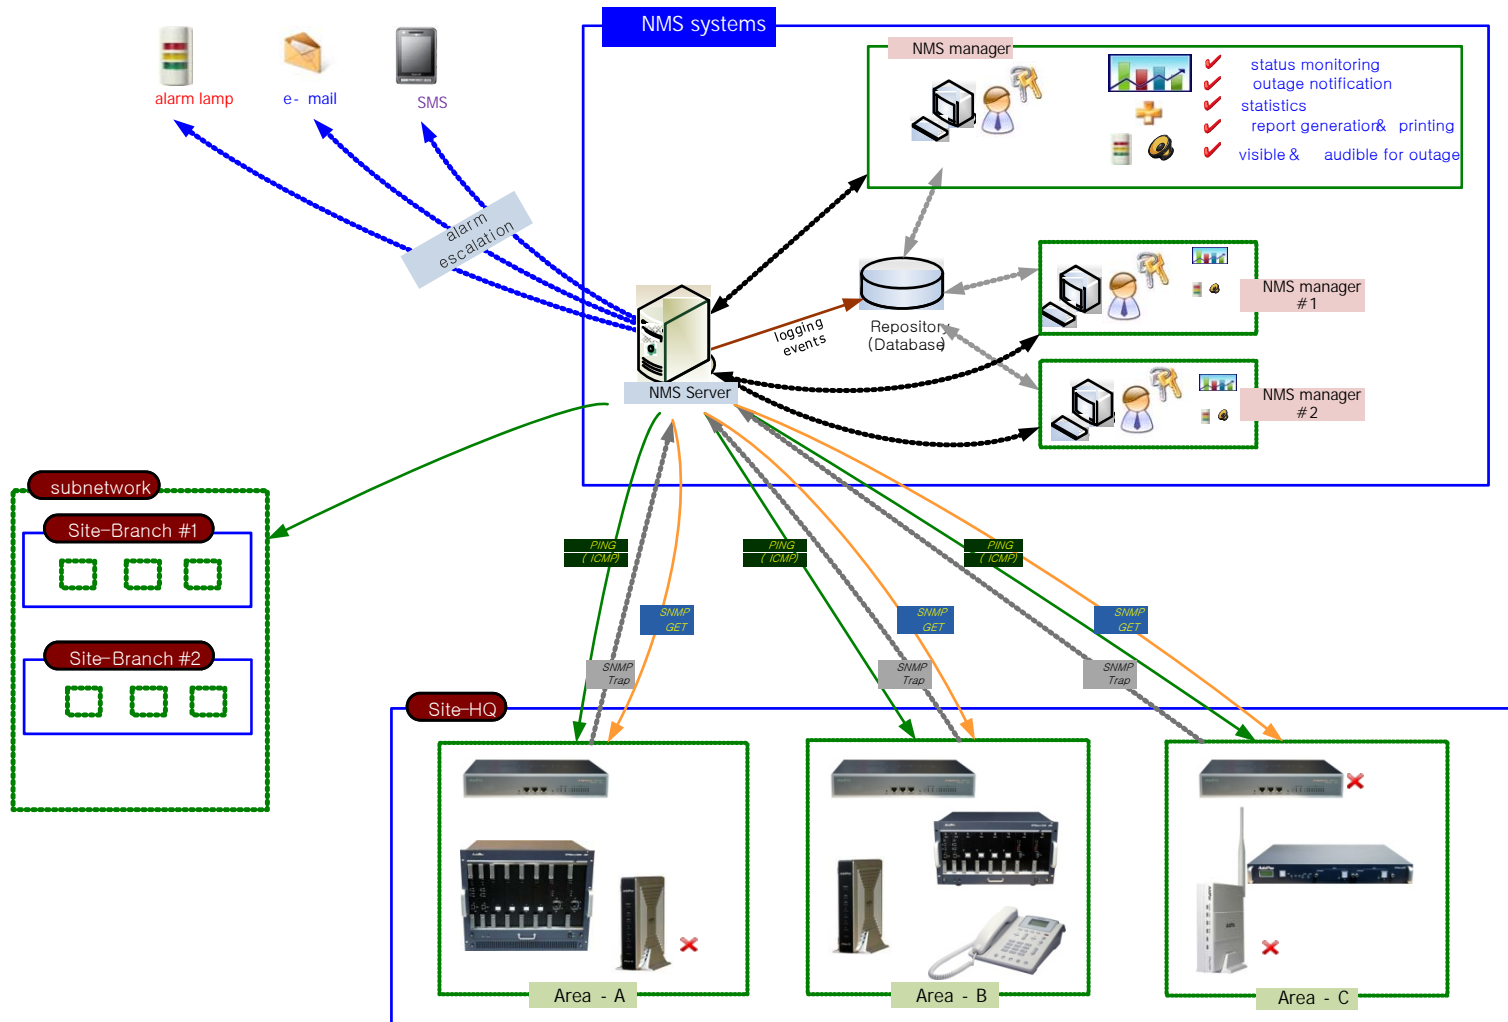 NMS systems
NMS manager
status monitoring
outage notification
statistics
report generation& printing
visible & audible for outage
alarm lamp
e- mail
SMS
alarm
escalation
NMS manager
#1
Repository
(Database)
logging
events
NMS Server
NMS manager
#2
subnetwork
Site-Branch #1
Site-Branch #2
PING
( ICMP)
PING
( ICMP)
PING
( ICMP)
SNMP
GET
SNMP
GET
SNMP
GET
SNMP
Trap
SNMP
Trap
SNMP
Trap
Site-HQ
Area - A
Area - B
Area - C